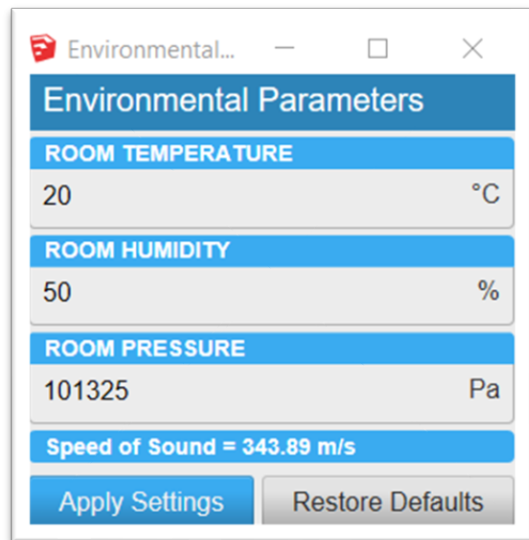 Environmental...
Environmental Parameters
ROOM TEMPERATURE
20 °C
ROOM HUMIDITY
50 %
ROOM PRESSURE
101325 Pa
Speed of Sound = 343.89 m/s
Apply Settings Restore Defaults